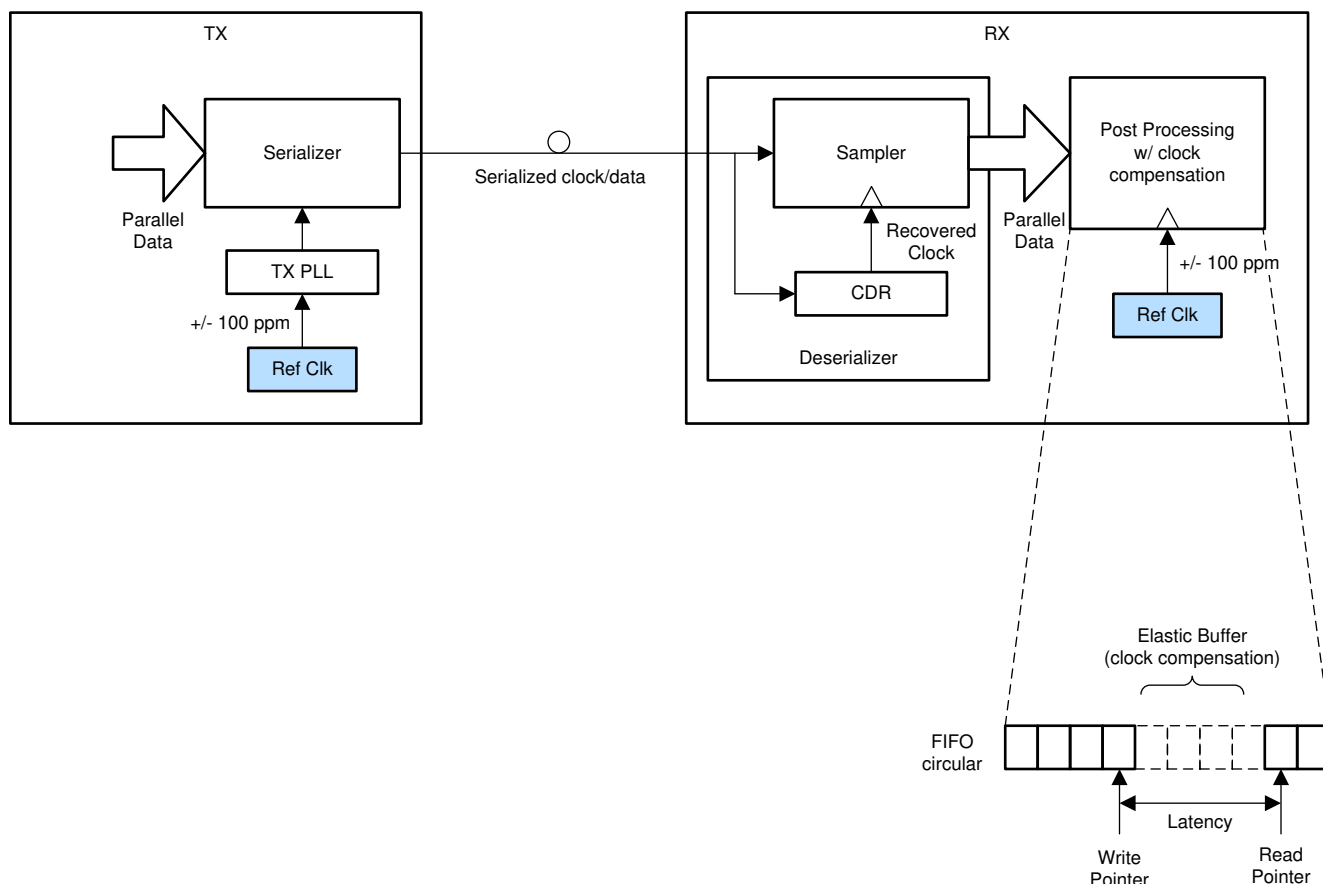 TX
Serializer
Parallel
Data
TX PLL
+/- 100 ppm
Ref Clk
Serialized clock/data
RX
Sampler
Recovered
Clock
CDR
Deserializer
Parallel
Data
Post Processing
w/ clock
compensation
+/- 100 ppm
Ref Clk
Elastic Buffer
(clock compensation)
FIFO
circular
Latency
Write
Pointer
Read
Pointer